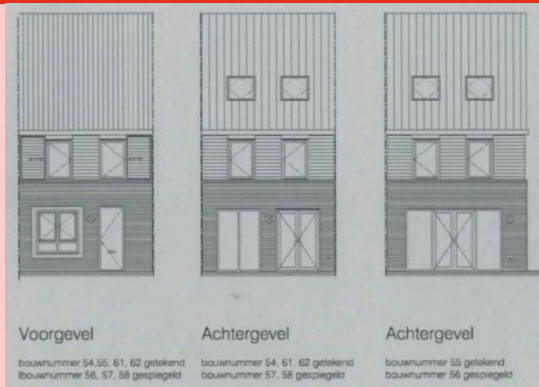 Voorgevel
bouwnummer 54,55, 61, 62 getekend
bouwnummer 56, 57, 58 gespiegeld
Achtergevel
bouwnummer 54, 61, 62 getekend
bouwnummer 57, 58 gespiegeld
Achtergevel
bouwnummer 55 getekend
bouwnummer 56 gespiegeld